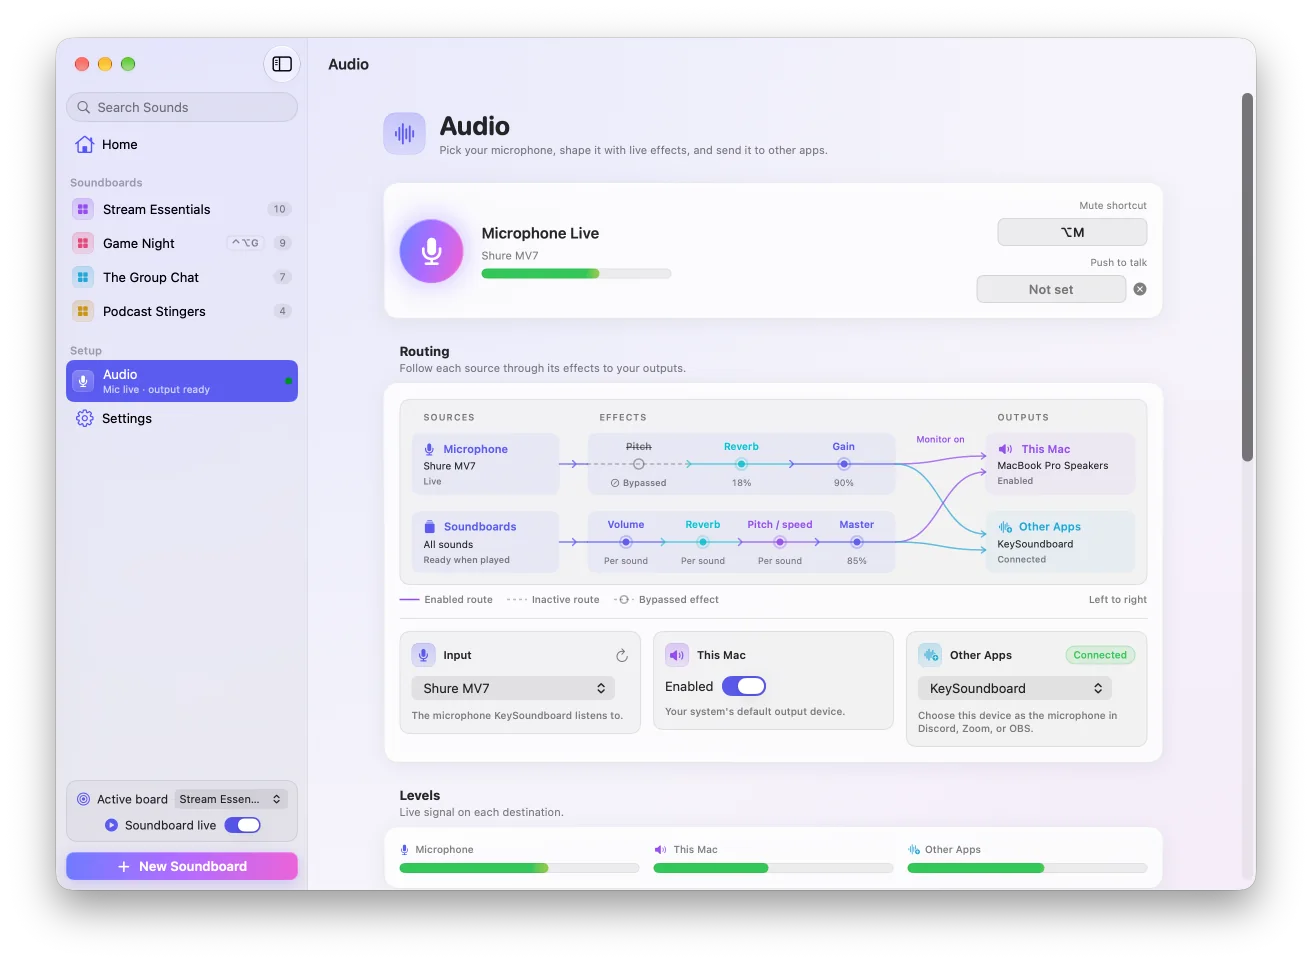 Audio
Search Sounds
Home
Soundboards
Stream Essentials 10
Game Night ^⌥G 9
The Group Chat 7
Podcast Stingers 4
Setup
Audio
Mic live · output ready
Settings
Active board Stream Essen...
Soundboard live
+ New Soundboard
Audio
Pick your microphone, shape it with live effects, and send it to other apps.
Microphone Live
Shure MV7
Mute shortcut
⌥M
Push to talk
Not set
Routing
Follow each source through its effects to your outputs.
SOURCES EFFECTS OUTPUTS
Microphone
Shure MV7
Live
Pitch Reverb Gain
Bypassed 18% 90%
Monitor on
This Mac
MacBook Pro Speakers
Enabled
Soundboards
All sounds
Ready when played
Volume Reverb Pitch / speed Master
Per sound Per sound Per sound 85%
Other Apps
KeySoundboard
Connected
Enabled route Inactive route Bypassed effect Left to right
Input
Shure MV7
The microphone KeySoundboard listens to.
This Mac
Enabled
Your system's default output device.
Other Apps Connected
KeySoundboard
Choose this device as the microphone in
Discord, Zoom, or OBS.
Levels
Live signal on each destination.
Microphone This Mac Other Apps